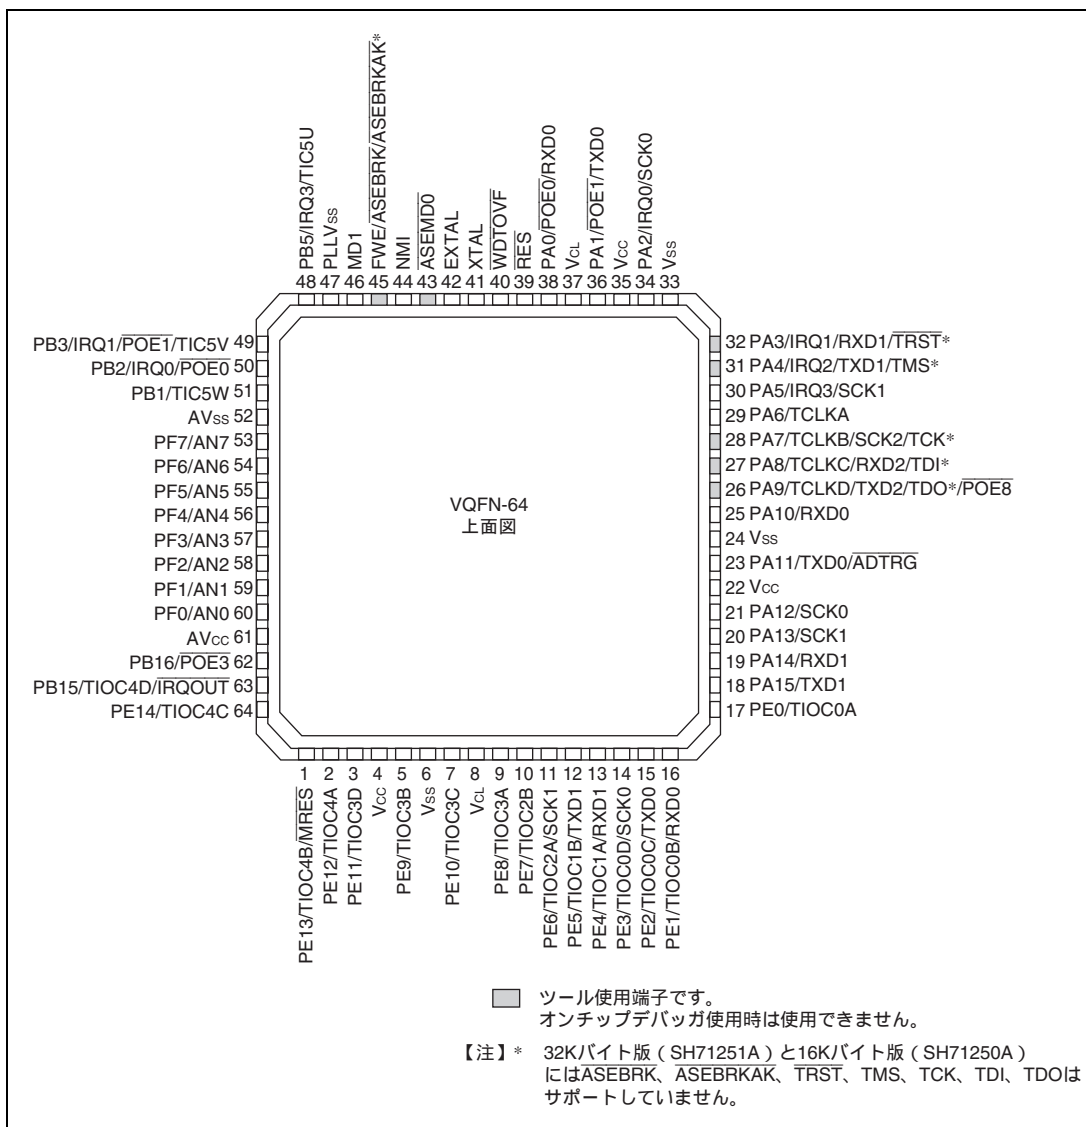 48 PB5/IRQ3/TIC5U
47 PLLVss
46 MD1
45 FWE/ASEBRK/ASEBRKAK*
44 NMI
43 ASEMD0
42 EXTAL
41 XTAL
40 WDTOVF
39 RES
38 PA0/POE0/RXD0
37 VCL
36 PA1/POE1/TXD0
35 Vcc
34 PA2/IRQ0/SCK0
33 Vss
PB3/IRQ1/POE1/TIC5V 49
PB2/IRQ0/POE0 50
PB1/TIC5W 51
AVss 52
PF7/AN7 53
PF6/AN6 54
PF5/AN5 55
PF4/AN4 56
PF3/AN3 57
PF2/AN2 58
PF1/AN1 59
PF0/AN0 60
AVcc 61
PB16/POE3 62
PB15/TIOC4D/IRQOUT 63
PE14/TIOC4C 64
VQFN-64
上面図
32 PA3/IRQ1/RXD1/TRST*
31 PA4/IRQ2/TXD1/TMS*
30 PA5/IRQ3/SCK1
29 PA6/TCLKA
28 PA7/TCLKB/SCK2/TCK*
27 PA8/TCLKC/RXD2/TDI*
26 PA9/TCLKD/TXD2/TDO*/POE8
25 PA10/RXD0
24 Vss
23 PA11/TXD0/ADTRG
22 Vcc
21 PA12/SCK0
20 PA13/SCK1
19 PA14/RXD1
18 PA15/TXD1
17 PE0/TIOC0A
1 PE13/TIOC4B/MRES
2 PE12/TIOC4A
3 PE11/TIOC3D
4 Vcc
5 PE9/TIOC3B
6 Vss
7 PE10/TIOC3C
8 VCL
9 PE8/TIOC3A
10 PE7/TIOC2B
11 PE6/TIOC2A/SCK1
12 PE5/TIOC1B/TXD1
13 PE4/TIOC1A/RXD1
14 PE3/TIOC0D/SCK0
15 PE2/TIOC0C/TXD0
16 PE1/TIOC0B/RXD0
ツール使用端子です。
オンチップデバッガ使用時は使用できません。
【注】* 32Kバイト版(SH71251A)と16Kバイト版(SH71250A)
にはASEBRK、ASEBRKAK、TRST、TMS、TCK、TDI、TDOは
サポートしていません。